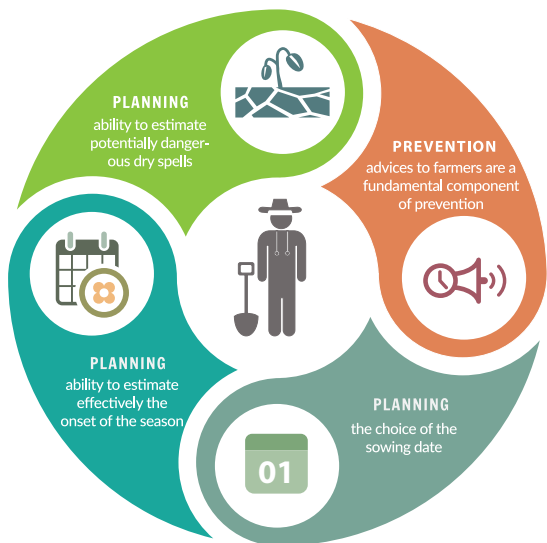 PLANNING
ability to estimate
potentially danger-
ous dry spells
PREVENTION
advices to farmers are a
fundamental component
of prevention
PLANNING
ability to estimate
effectively the
onset of the season
PLANNING
the choice of the
sowing date
01